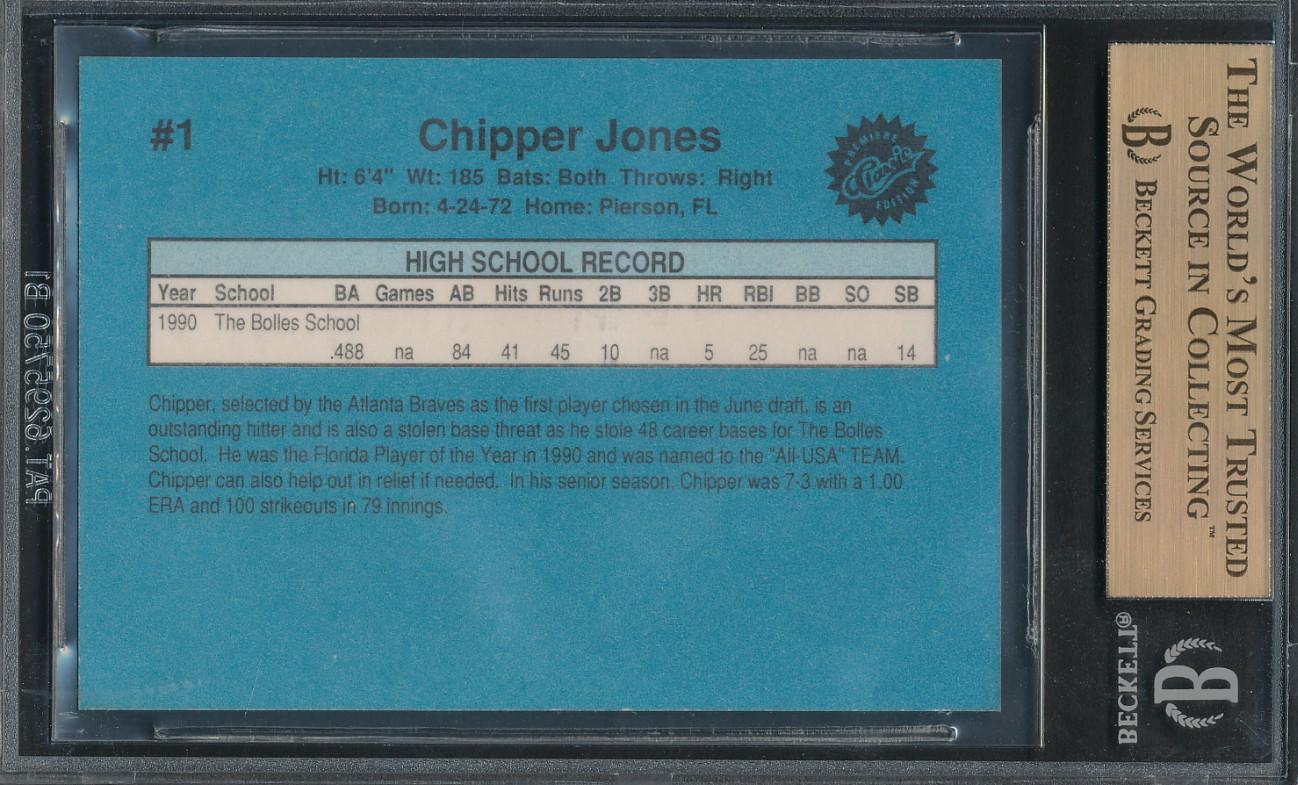 #1
Chipper Jones
Ht: 6'4" Wt: 185 Bats: Both Throws: Right
Born: 4-24-72 Home: Pierson, FL
PREMIERE
Classic
EDITION
HIGH SCHOOL RECORD
Year School BA Games AB Hits Runs 2B 3B HR RBI BB SO SB
1990 The Bolles School
.488 na 84 41 45 10 na 5 25 na na 14
Chipper, selected by the Atlanta Braves as the first player chosen in the June draft, is an
outstanding hitter and is also a stolen base threat as he stole 48 career bases for The Bolles
School. He was the Florida Player of the Year in 1990 and was named to the "All-USA" TEAM.
Chipper can also help out in relief if needed. In his senior season, Chipper was 7-3 with a 1.00
ERA and 100 strikeouts in 79 innings.
PAT. 6295750 B1
THE WORLD'S MOST TRUSTED
SOURCE IN COLLECTING™
B BECKETT GRADING SERVICES
B
BECKETT®